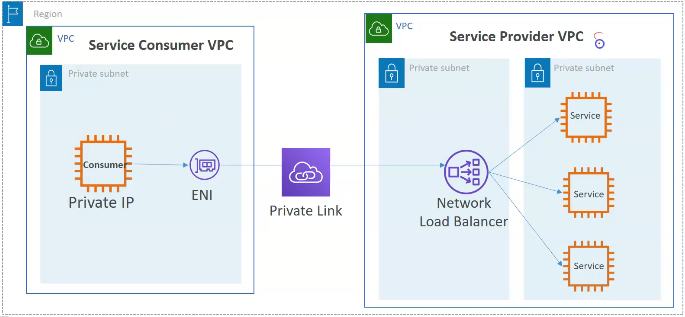 Region
VPC
Service Consumer VPC
Private subnet
Consumer
Private IP
ENI
Private Link
VPC
Service Provider VPC
Private subnet
Network
Load Balancer
Private subnet
Service
Service
Service